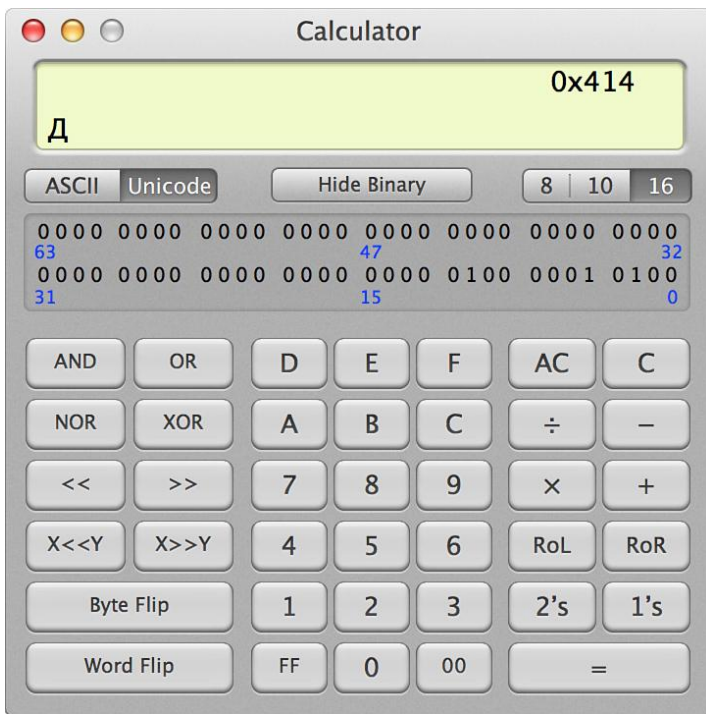 Calculator
0x414
Д
ASCII Unicode Hide Binary 8 10 16
0000 0000 0000 0000 0000 0000 0000 0000
63 47 32
0000 0000 0000 0000 0000 0100 0001 0100
31 15 0
AND OR D E F AC C
NOR XOR A B C ÷ −
<< >> 7 8 9 × +
X<<Y X>>Y 4 5 6 RoL RoR
Byte Flip 1 2 3 2's 1's
Word Flip FF 0 00 =